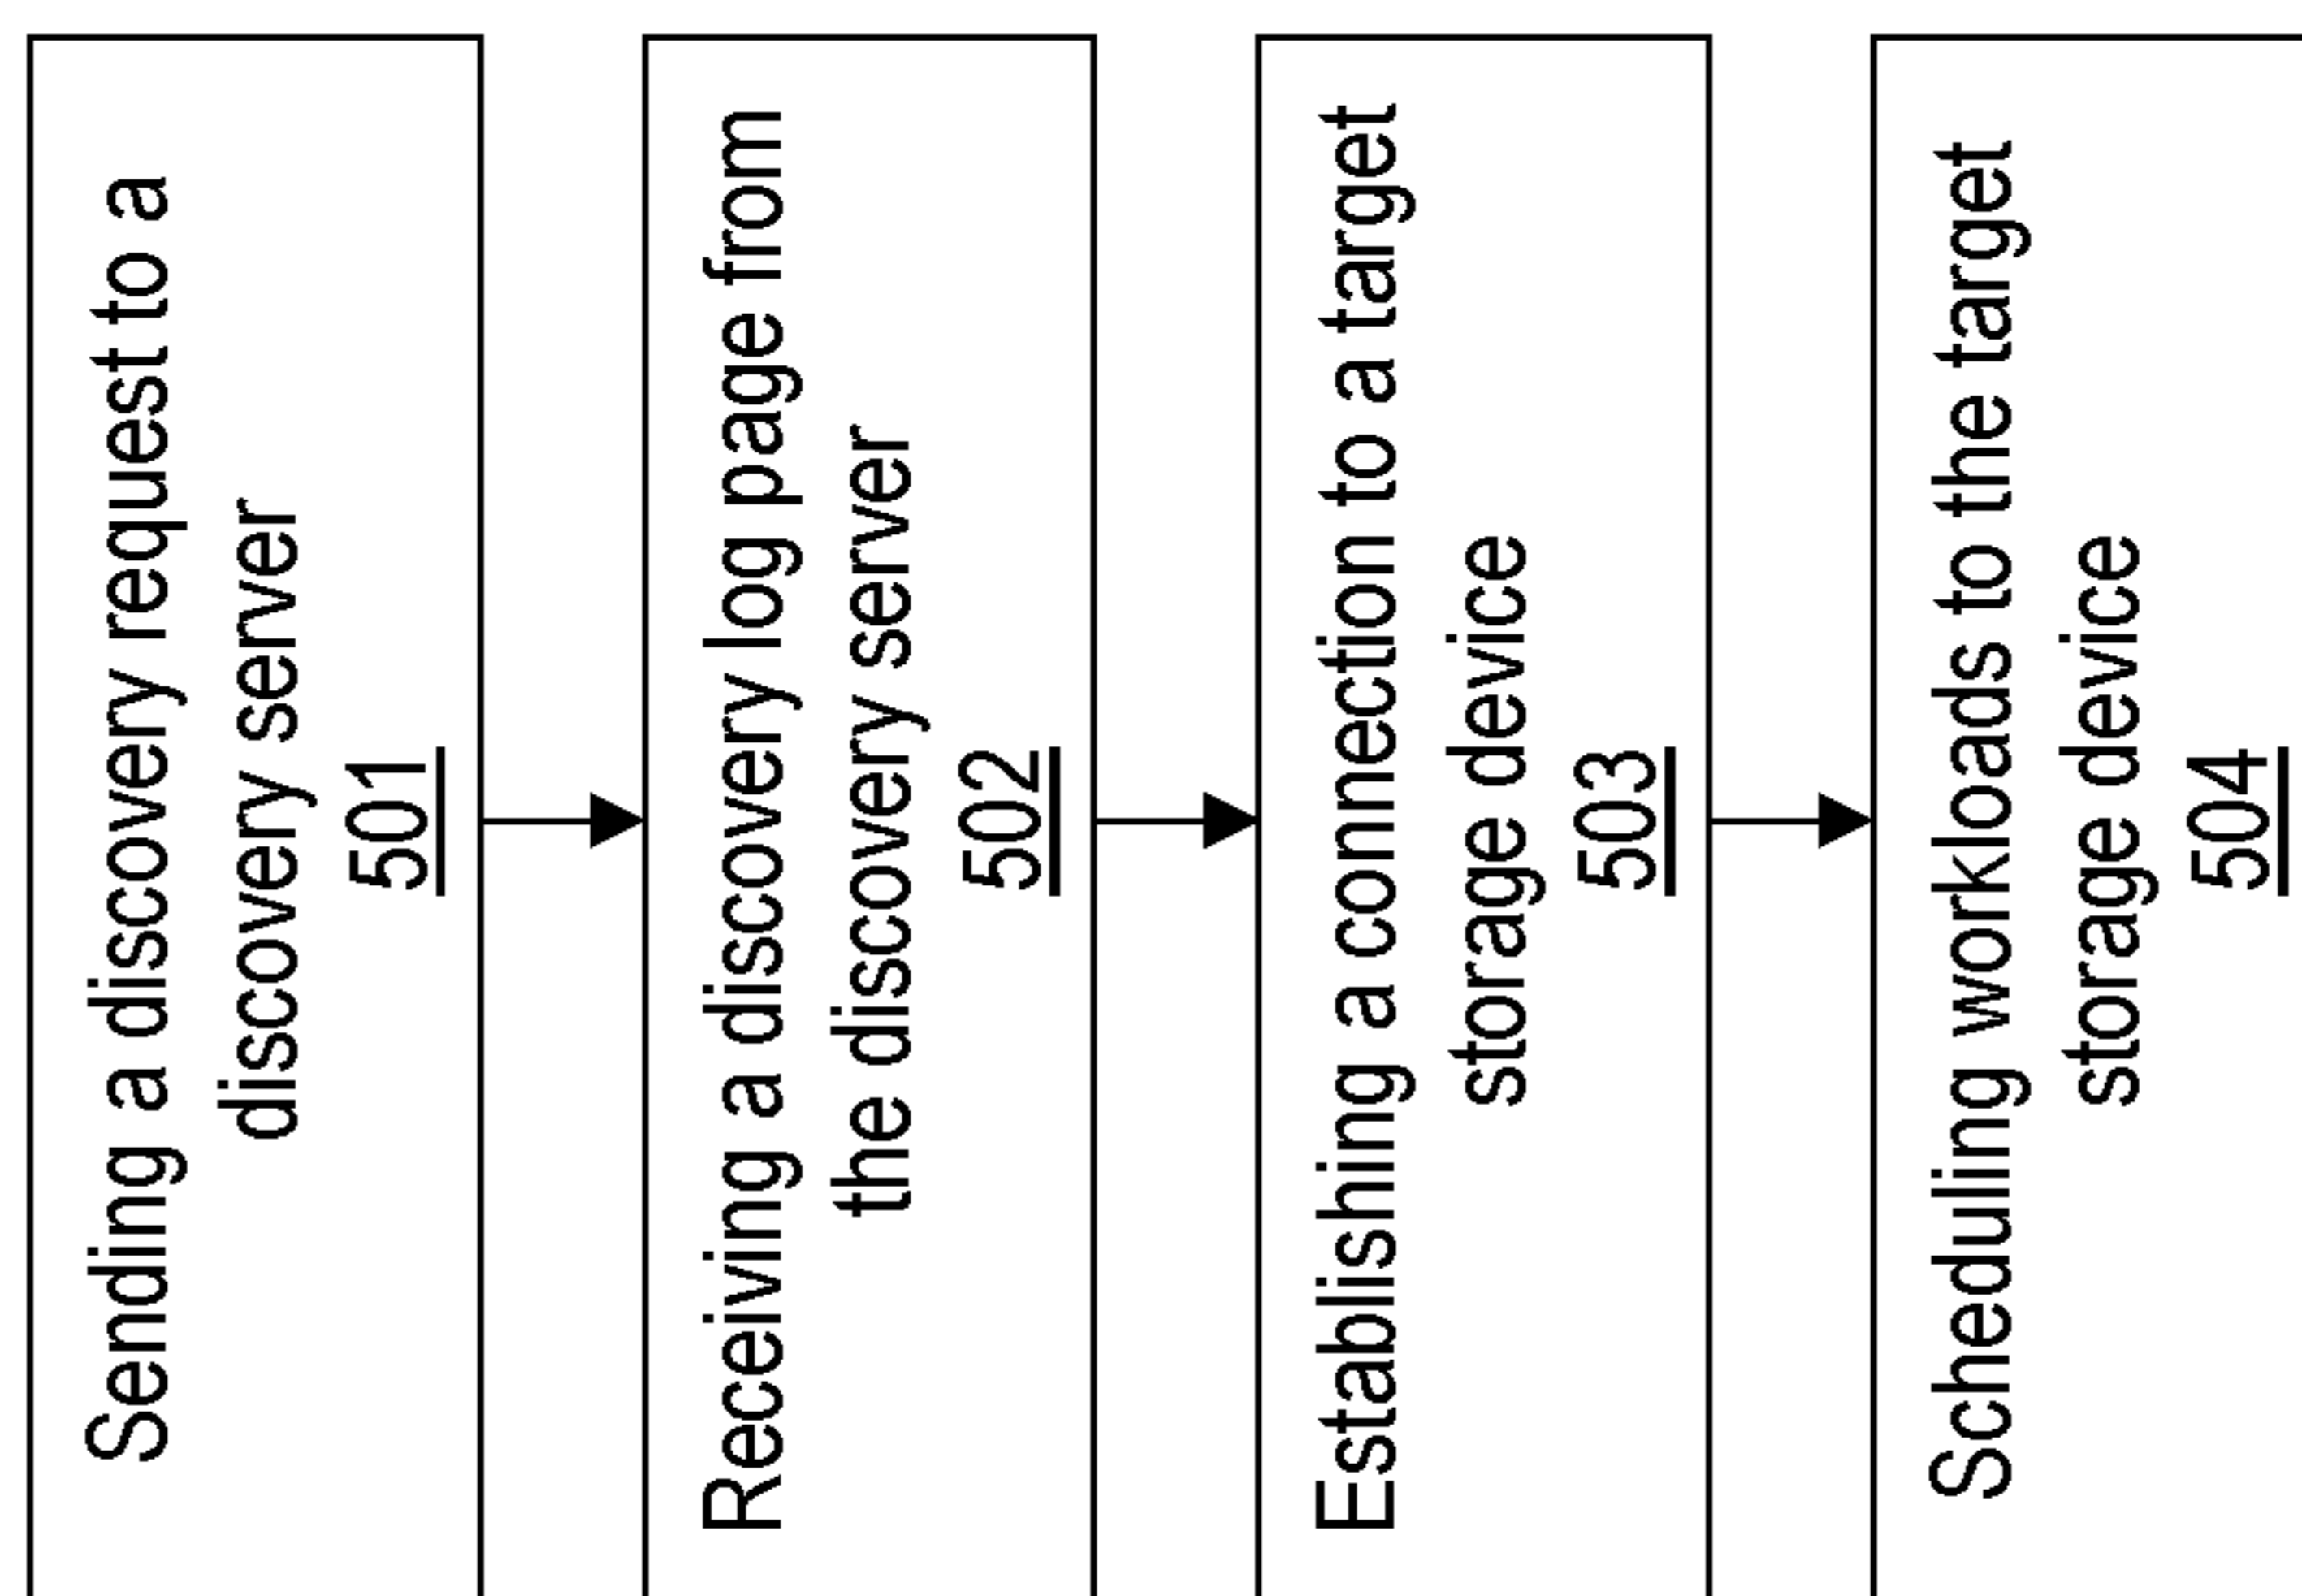 Sending a discovery request to a
discovery server
501
Receiving a discovery log page from
the discovery server
502
Establishing a connection to a target
storage device
503
Scheduling workloads to the target
storage device
504